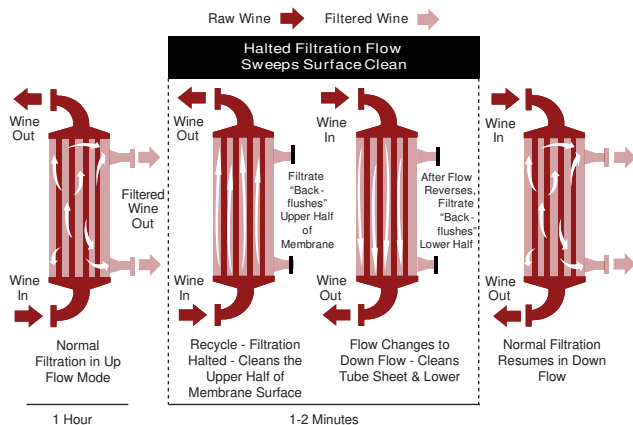 Raw Wine
Filtered Wine
Halted Filtration Flow
Sweeps Surface Clean
Wine
Out
Filtered
Wine
Out
Wine
In
Normal
Filtration in Up
Flow Mode
1 Hour
Wine
Out
Filtrate
“Back-
flushes”
Upper Half
of
Membrane
Wine
In
Recycle - Filtration
Halted - Cleans the
Upper Half of
Membrane Surface
Wine
In
After Flow
Reverses,
Filtrate
“Back-
flushes”
Lower Half
Wine
Out
Flow Changes to
Down Flow - Cleans
Tube Sheet & Lower
1-2 Minutes
Wine
In
Wine
Out
Normal Filtration
Resumes in Down
Flow